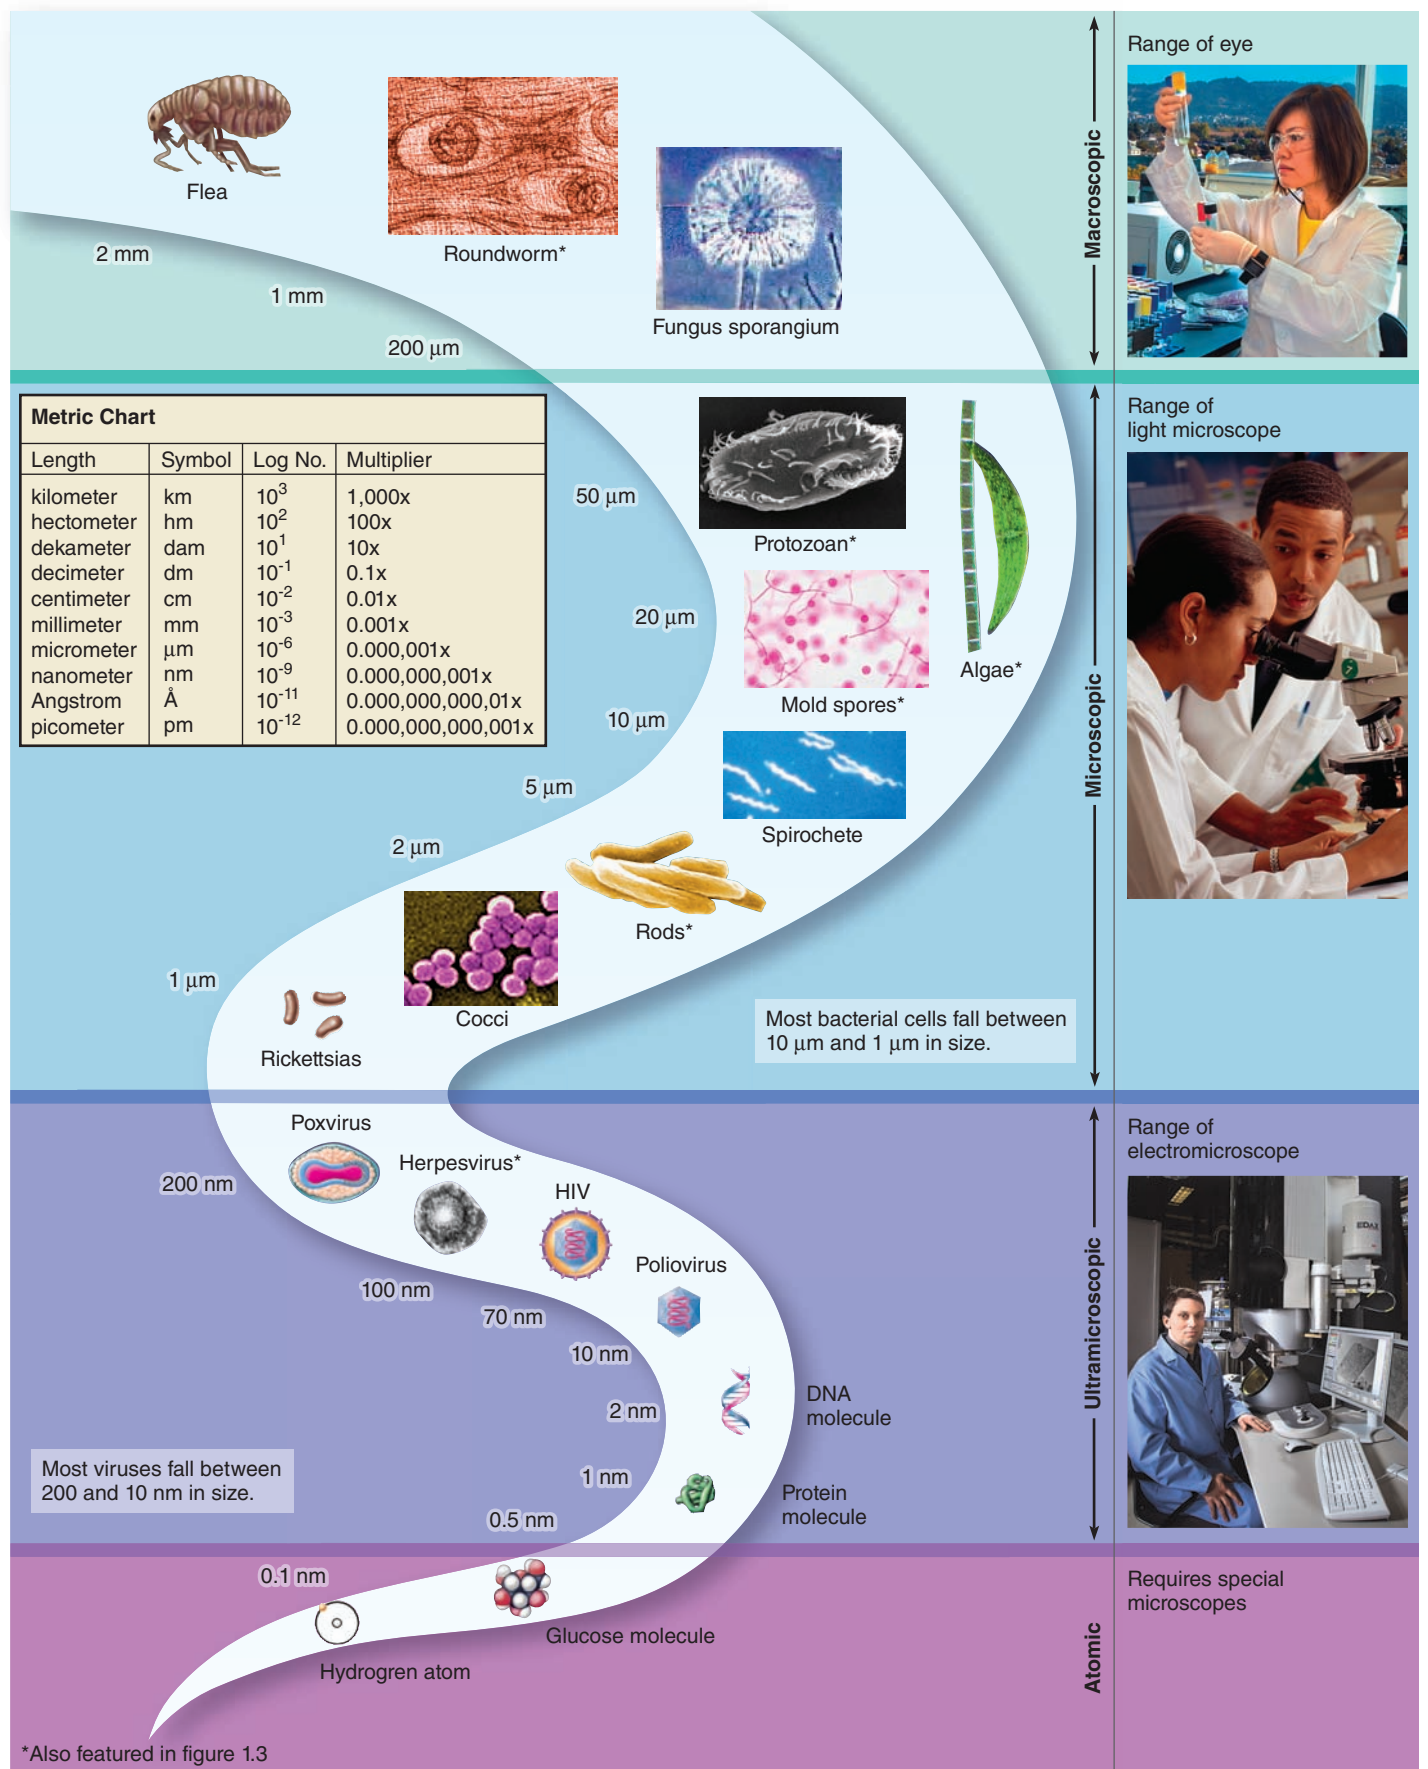 Range of eye
Macroscopic
Flea
Roundworm*
Fungus sporangium
2 mm
1 mm
200 µm
Metric Chart
Length Symbol Log No. Multiplier
kilometer km 10^3 1,000x
hectometer hm 10^2 100x
dekameter dam 10^1 10x
decimeter dm 10^-1 0.1x
centimeter cm 10^-2 0.01x
millimeter mm 10^-3 0.001x
micrometer µm 10^-6 0.000,001x
nanometer nm 10^-9 0.000,000,001x
Angstrom Å 10^-11 0.000,000,000,01x
picometer pm 10^-12 0.000,000,000,001x
Range of
light microscope
Microscopic
50 µm
Protozoan*
20 µm
Algae*
Mold spores*
10 µm
5 µm
Spirochete
2 µm
Rods*
1 µm
Cocci
Rickettsias
Most bacterial cells fall between
10 µm and 1 µm in size.
Range of
electromicroscope
EDAX
Ultramicroscopic
Poxvirus
Herpesvirus*
200 nm
HIV
Poliovirus
100 nm
70 nm
10 nm
2 nm
DNA
molecule
Most viruses fall between
200 and 10 nm in size.
1 nm
Protein
molecule
0.5 nm
0.1 nm
Requires special
microscopes
Atomic
Glucose molecule
Hydrogren atom
*Also featured in figure 1.3